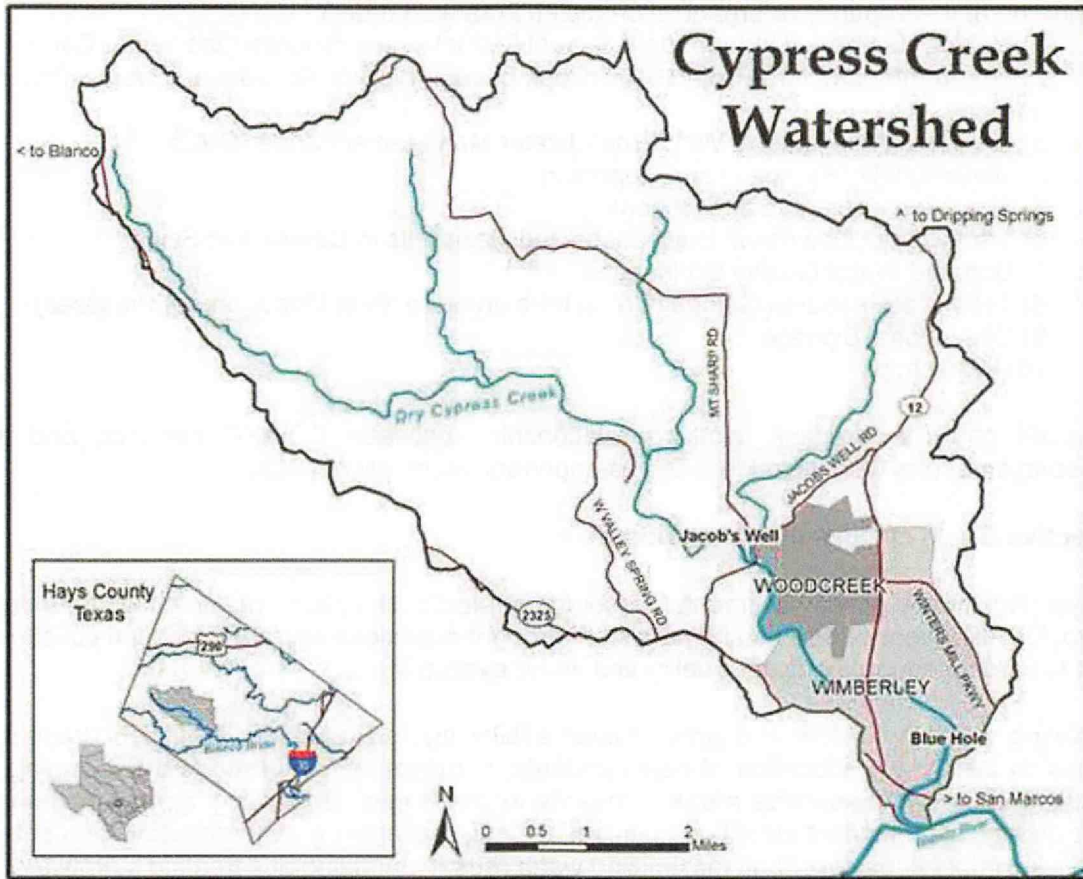 Cypress Creek
Watershed
< to Blanco
^ to Dripping Springs
MT SHARP RD
12
Dry Cypress Creek
JACOBS WELL RD
W VALLEY SPRING RD
Jacob's Well
WOODCREEK
2325
WINTERS MILL PKWY
WIMBERLEY
Blue Hole
> to San Marcos
Hays County
Texas
290
N
0 0.5 1 2
Miles